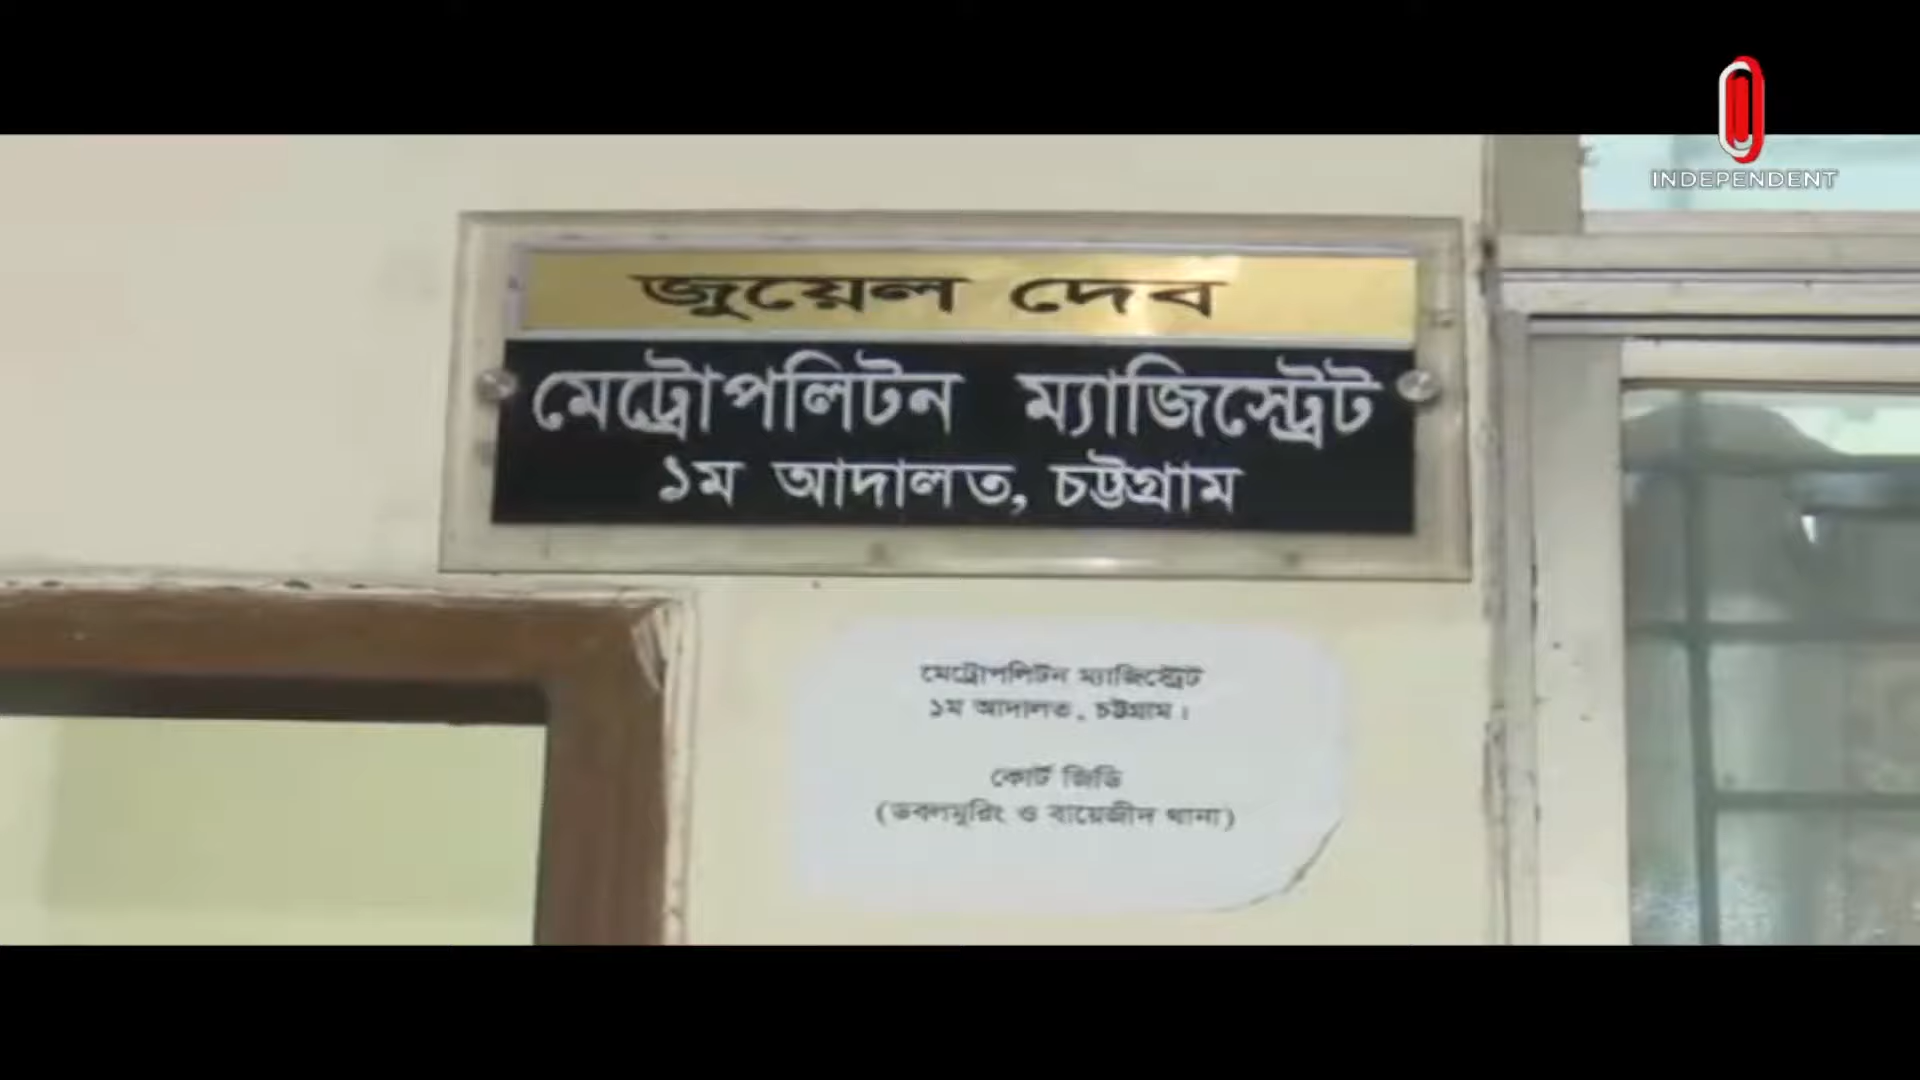 INDEPENDENT
জুয়েল দেব
মেট্রোপলিটন ম্যাজিস্ট্রেট
১ম আদালত, চট্টগ্রাম
মেট্রোপলিটন ম্যাজিস্ট্রেট
১ম আদালত, চট্টগ্রাম।
কোর্ট জিডি
(ডবলমুরিং ও বায়েজীদ থানা)